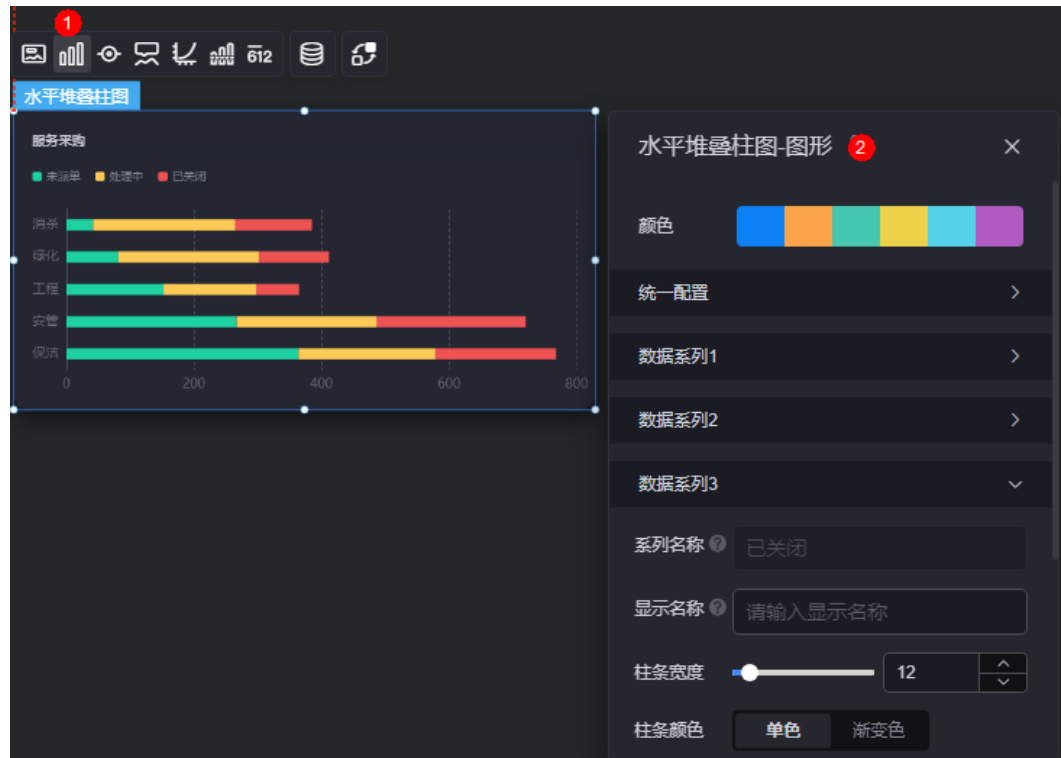 1
612
水平堆叠柱图
服务采购
未派单 处理中 已关闭
消杀
绿化
工程
安管
保洁
0 200 400 600 800
水平堆叠柱图-图形 2
颜色
统一配置
数据系列1
数据系列2
数据系列3
系列名称 已关闭
显示名称 请输入显示名称
柱条宽度 12
柱条颜色 单色 渐变色